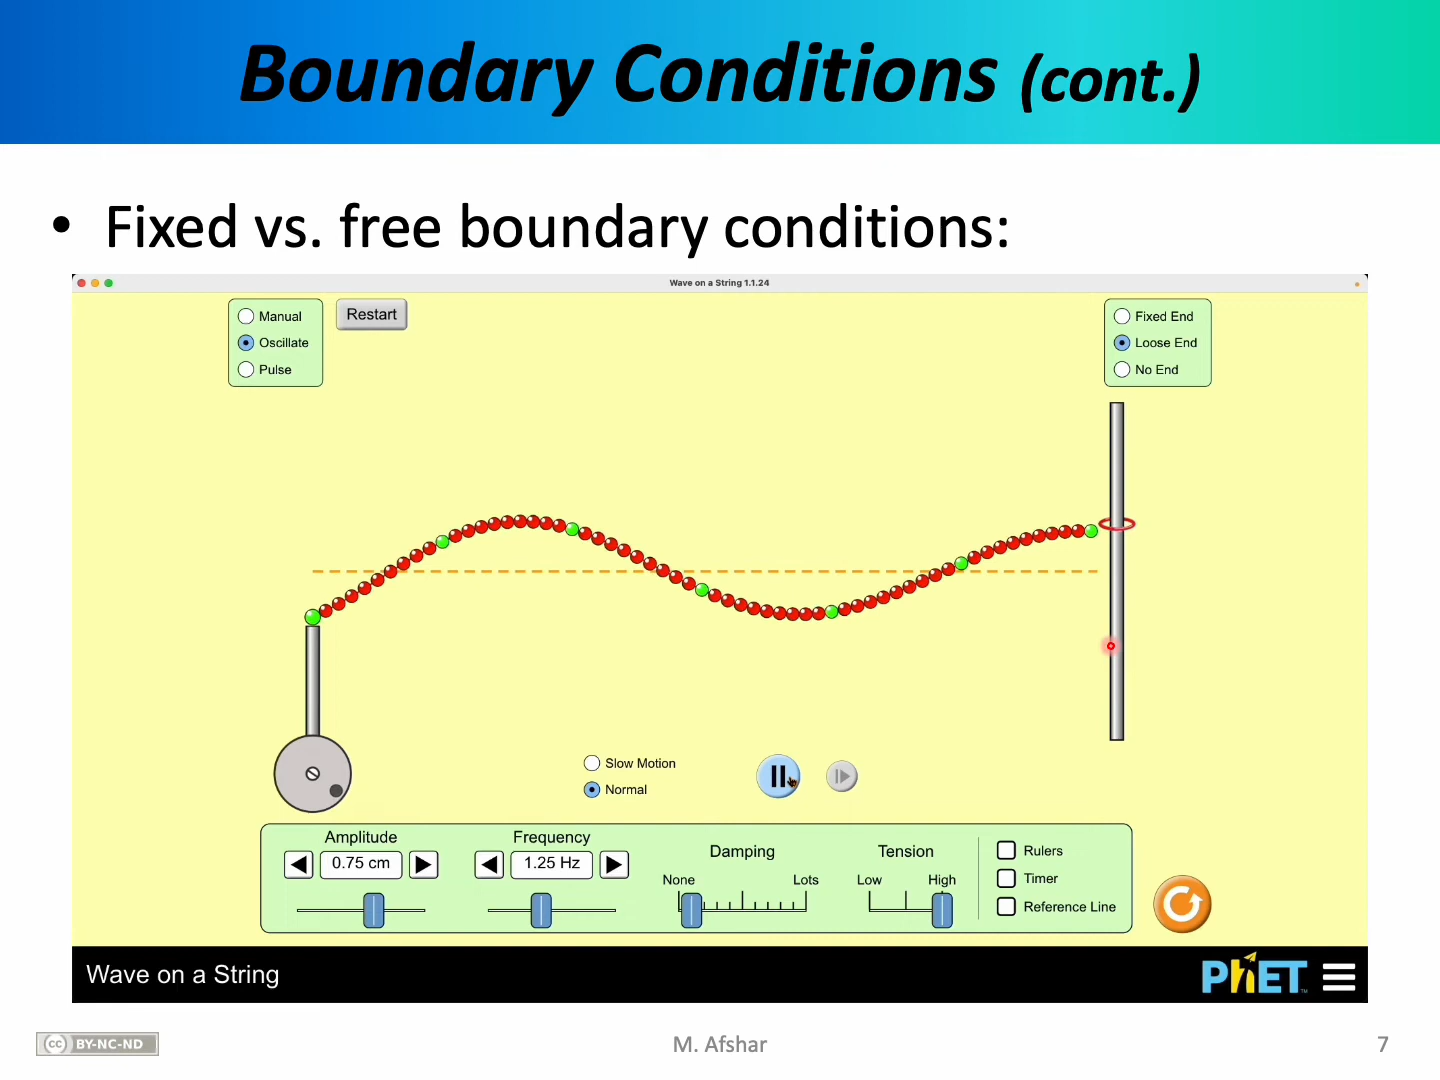 Boundary Conditions (cont.)
• Fixed vs. free boundary conditions:
Wave on a String 1.1.24
Manual
Oscillate
Pulse
Restart
Fixed End
Loose End
No End
Slow Motion
Normal
Amplitude
0.75 cm
Frequency
1.25 Hz
Damping
None Lots
Tension
Low High
Rulers
Timer
Reference Line
Wave on a String
PhET™
cc BY-NC-ND
M. Afshar
7